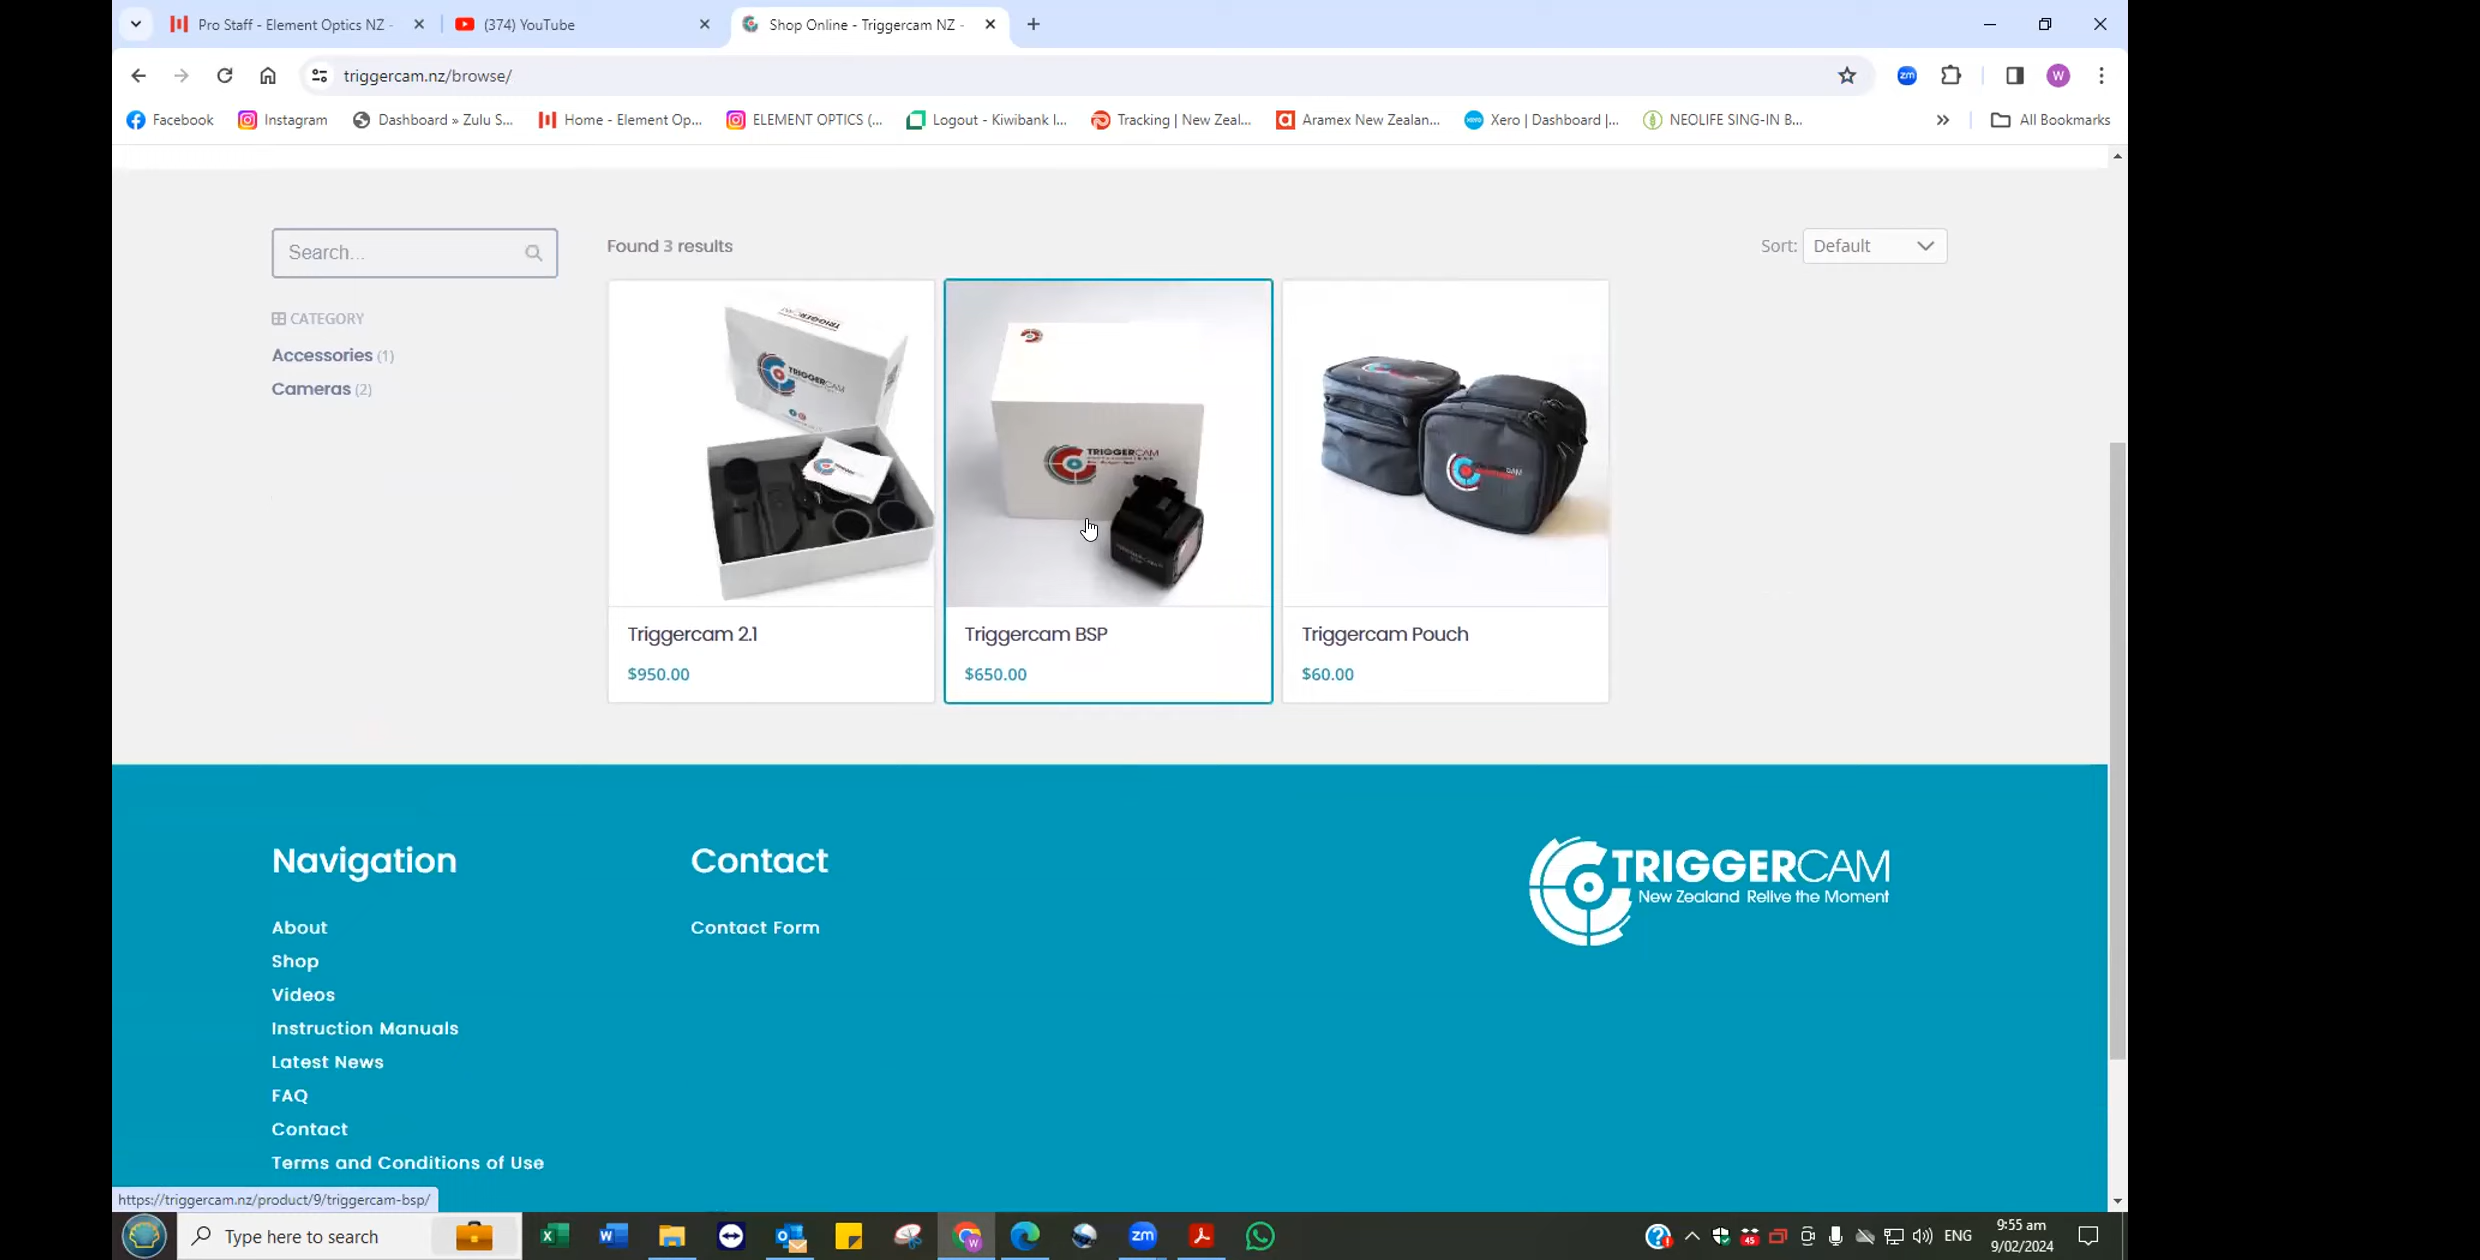 Pro Staff - Element Optics NZ -
(374) YouTube
Shop Online - Triggercam NZ -
triggercam.nz/browse/
zm
W
Facebook
Instagram
Dashboard » Zulu S...
Home - Element Op...
ELEMENT OPTICS (...
Logout - Kiwibank I...
Tracking | New Zeal...
Aramex New Zealan...
Xero | Dashboard |...
NEOLIFE SING-IN B...
All Bookmarks
Search...
Found 3 results
Sort: Default
CATEGORY
Accessories (1)
Cameras (2)
TRIGGERCAM
TRIGGERCAM
Triggercam 2.1
$950.00
Triggercam BSP
$650.00
Triggercam Pouch
$60.00
Navigation
About
Shop
Videos
Instruction Manuals
Latest News
FAQ
Contact
Terms and Conditions of Use
Contact
Contact Form
TRIGGERCAM
New Zealand Relive the Moment
https://triggercam.nz/product/9/triggercam-bsp/
Type here to search
zm
45
ENG
9:55 am
9/02/2024